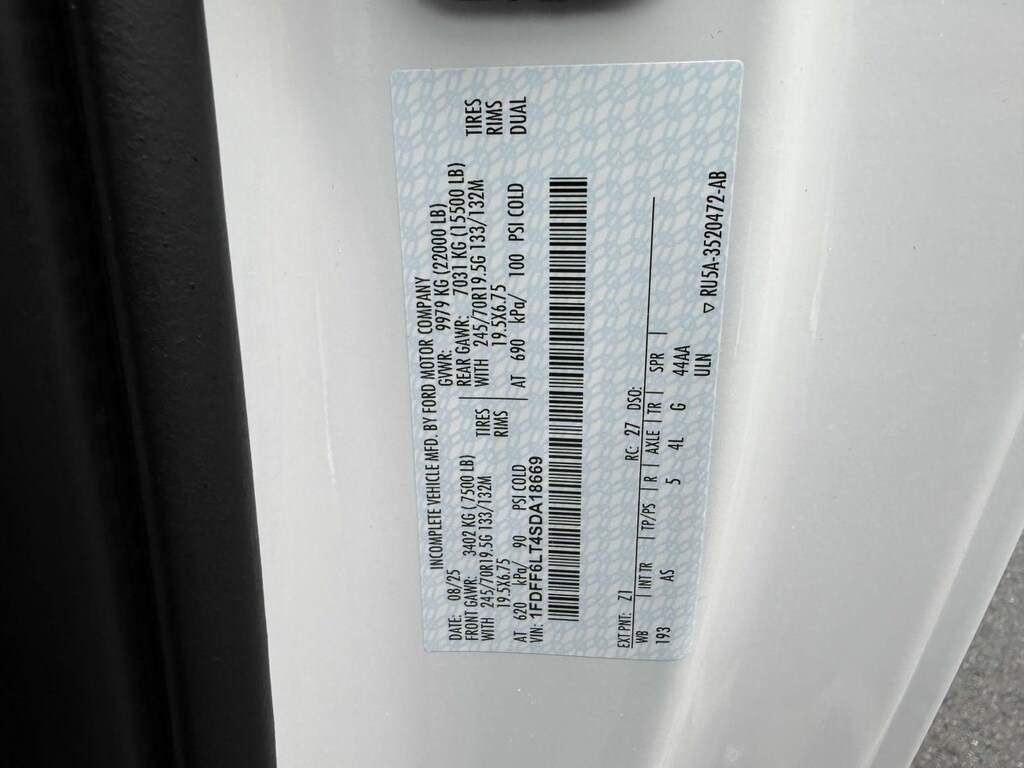 INCOMPLETE VEHICLE MFD. BY FORD MOTOR COMPANY
DATE: 08/25 GVWR: 9979 KG (22000 LB)
FRONT GAWR: 3402 KG (7500 LB) REAR GAWR: 7031 KG (15500 LB)
WITH 245/70R19.5G 133/132M TIRES WITH 245/70R19.5G 133/132M TIRES
19.5X6.75 RIMS 19.5X6.75 RIMS
AT 620 kPa/ 90 PSI COLD AT 690 kPa/ 100 PSI COLD DUAL
VIN: 1FDFF6LT4SDA18669
EXT PNT: Z1 RC: 27 DSO:
WB | INT TR | TP/PS | R | AXLE | TR | SPR |
193 AS 5 4L G 44AA
ULN
▽ RU5A-3520472-AB